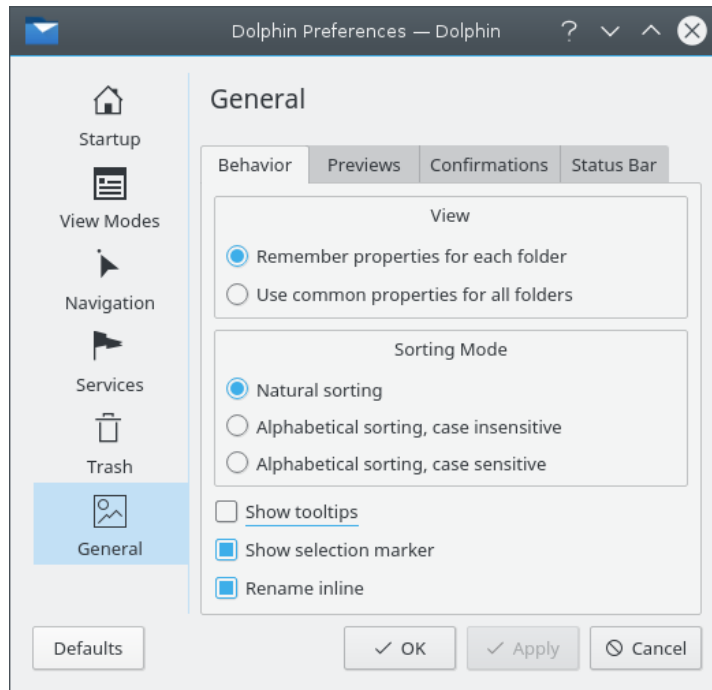 Dolphin Preferences — Dolphin
Startup
View Modes
Navigation
Services
Trash
General
General
Behavior Previews Confirmations Status Bar
View
Remember properties for each folder
Use common properties for all folders
Sorting Mode
Natural sorting
Alphabetical sorting, case insensitive
Alphabetical sorting, case sensitive
Show tooltips
Show selection marker
Rename inline
Defaults OK Apply Cancel